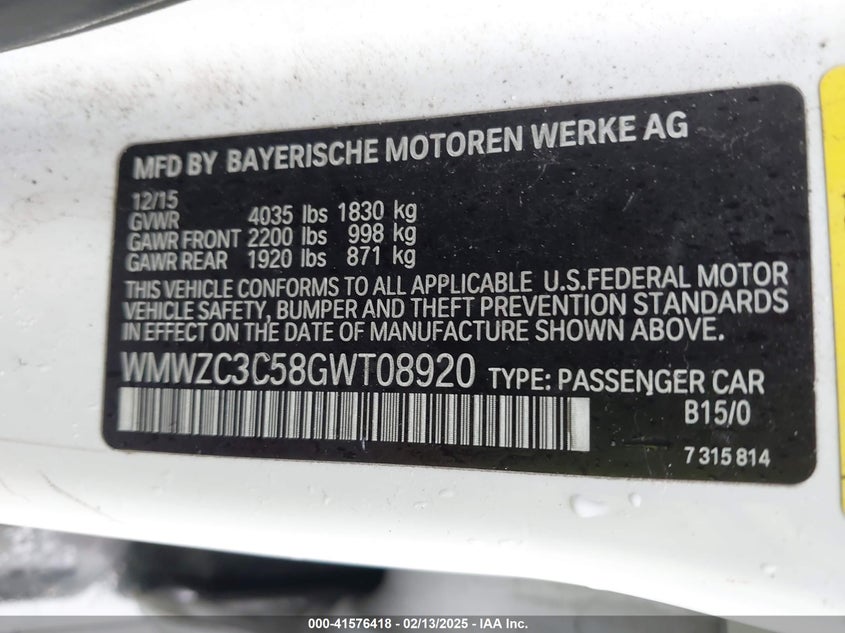 MFD BY BAYERISCHE MOTOREN WERKE AG
12/15
GVWR 4035 lbs 1830 kg
GAWR FRONT 2200 lbs 998 kg
GAWR REAR 1920 lbs 871 kg
THIS VEHICLE CONFORMS TO ALL APPLICABLE U.S.FEDERAL MOTOR
VEHICLE SAFETY, BUMPER AND THEFT PREVENTION STANDARDS
IN EFFECT ON THE DATE OF MANUFACTURE SHOWN ABOVE.
WMWZC3C58GWT08920 TYPE: PASSENGER CAR
B15/0
7 315 814
000-41576418 - 02/13/2025 - IAA Inc.